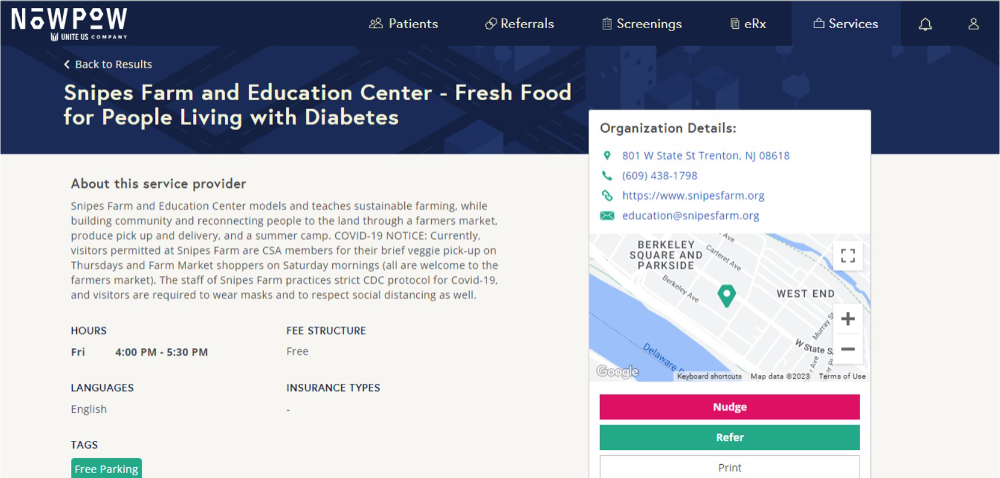 NOWPOW
UNITE US COMPANY
Patients
Referrals
Screenings
eRx
Services
Back to Results
Snipes Farm and Education Center - Fresh Food
for People Living with Diabetes
About this service provider
Snipes Farm and Education Center models and teaches sustainable farming, while
building community and reconnecting people to the land through a farmers market,
produce pick up and delivery, and a summer camp. COVID-19 NOTICE: Currently,
visitors permitted at Snipes Farm are CSA members for their brief veggie pick-up on
Thursdays and Farm Market shoppers on Saturday mornings (all are welcome to the
farmers market). The staff of Snipes Farm practices strict CDC protocol for Covid-19,
and visitors are required to wear masks and to respect social distancing as well.
HOURS
Fri 4:00 PM - 5:30 PM
FEE STRUCTURE
Free
LANGUAGES
English
INSURANCE TYPES
-
TAGS
Free Parking
Organization Details:
801 W State St Trenton, NJ 08618
(609) 438-1798
https://www.snipesfarm.org
education@snipesfarm.org
Ave
BERKELEY
SQUARE AND
PARKSIDE
Carteret Ave
Berkeley Ave
WEST END
Murray S
W State S
Delaware
Ave
Google
Keyboard shortcuts Map data ©2023 Terms of Use
Nudge
Refer
Print